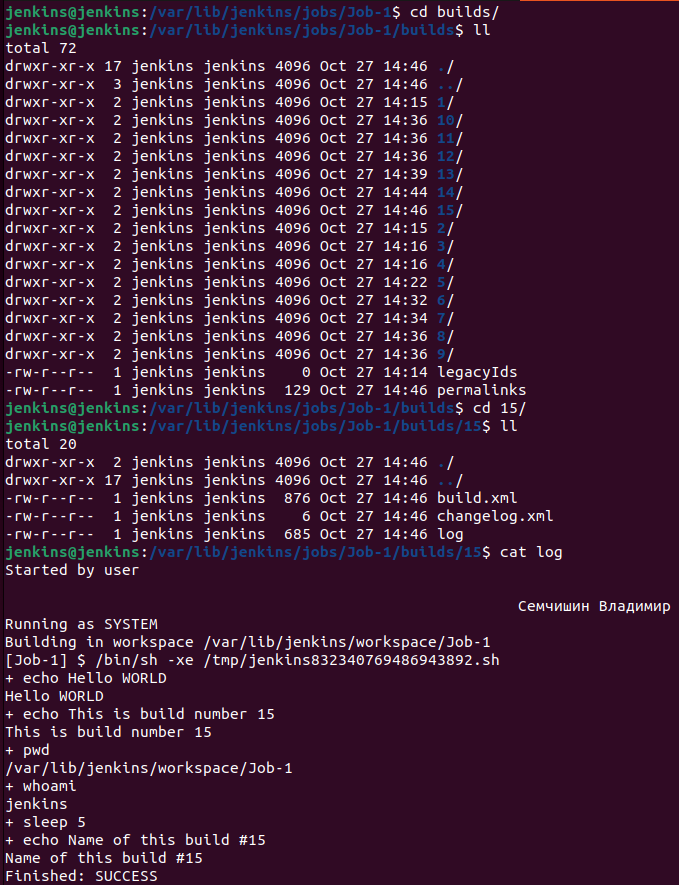 jenkins@jenkins:/var/lib/jenkins/jobs/Job-1$ cd builds/
jenkins@jenkins:/var/lib/jenkins/jobs/Job-1/builds$ ll
total 72
drwxr-xr-x 17 jenkins jenkins 4096 Oct 27 14:46 ./
drwxr-xr-x  3 jenkins jenkins 4096 Oct 27 14:46 ../
drwxr-xr-x  2 jenkins jenkins 4096 Oct 27 14:15 1/
drwxr-xr-x  2 jenkins jenkins 4096 Oct 27 14:36 10/
drwxr-xr-x  2 jenkins jenkins 4096 Oct 27 14:36 11/
drwxr-xr-x  2 jenkins jenkins 4096 Oct 27 14:36 12/
drwxr-xr-x  2 jenkins jenkins 4096 Oct 27 14:39 13/
drwxr-xr-x  2 jenkins jenkins 4096 Oct 27 14:44 14/
drwxr-xr-x  2 jenkins jenkins 4096 Oct 27 14:46 15/
drwxr-xr-x  2 jenkins jenkins 4096 Oct 27 14:15 2/
drwxr-xr-x  2 jenkins jenkins 4096 Oct 27 14:16 3/
drwxr-xr-x  2 jenkins jenkins 4096 Oct 27 14:16 4/
drwxr-xr-x  2 jenkins jenkins 4096 Oct 27 14:22 5/
drwxr-xr-x  2 jenkins jenkins 4096 Oct 27 14:32 6/
drwxr-xr-x  2 jenkins jenkins 4096 Oct 27 14:34 7/
drwxr-xr-x  2 jenkins jenkins 4096 Oct 27 14:36 8/
drwxr-xr-x  2 jenkins jenkins 4096 Oct 27 14:36 9/
-rw-r--r--  1 jenkins jenkins    0 Oct 27 14:14 legacyIds
-rw-r--r--  1 jenkins jenkins  129 Oct 27 14:46 permalinks
jenkins@jenkins:/var/lib/jenkins/jobs/Job-1/builds$ cd 15/
jenkins@jenkins:/var/lib/jenkins/jobs/Job-1/builds/15$ ll
total 20
drwxr-xr-x  2 jenkins jenkins 4096 Oct 27 14:46 ./
drwxr-xr-x 17 jenkins jenkins 4096 Oct 27 14:46 ../
-rw-r--r--  1 jenkins jenkins  876 Oct 27 14:46 build.xml
-rw-r--r--  1 jenkins jenkins    6 Oct 27 14:46 changelog.xml
-rw-r--r--  1 jenkins jenkins  685 Oct 27 14:46 log
jenkins@jenkins:/var/lib/jenkins/jobs/Job-1/builds/15$ cat log
Started by user
Семчишин Владимир
Running as SYSTEM
Building in workspace /var/lib/jenkins/workspace/Job-1
[Job-1] $ /bin/sh -xe /tmp/jenkins832340769486943892.sh
+ echo Hello WORLD
Hello WORLD
+ echo This is build number 15
This is build number 15
+ pwd
/var/lib/jenkins/workspace/Job-1
+ whoami
jenkins
+ sleep 5
+ echo Name of this build #15
Name of this build #15
Finished: SUCCESS